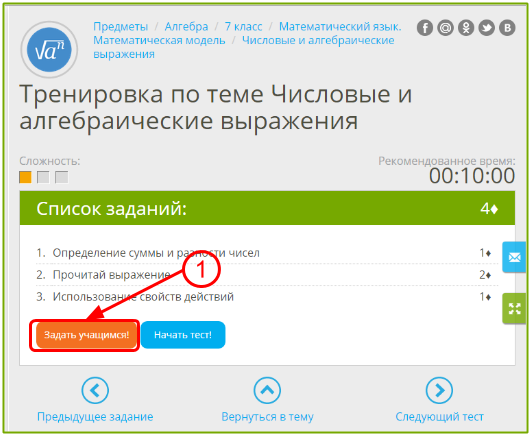 √aⁿ
Предметы / Алгебра / 7 класс / Математический язык.
Математическая модель / Числовые и алгебраические
выражения
Тренировка по теме Числовые и
алгебраические выражения
Сложность:
Рекомендованное время:
00:10:00
Список заданий: 4♦
1. Определение суммы и разности чисел 1♦
2. Прочитай выражение 2♦
3. Использование свойств действий 1♦
1
Задать учащимся! Начать тест!
Предыдущее задание Вернуться в тему Следующий тест